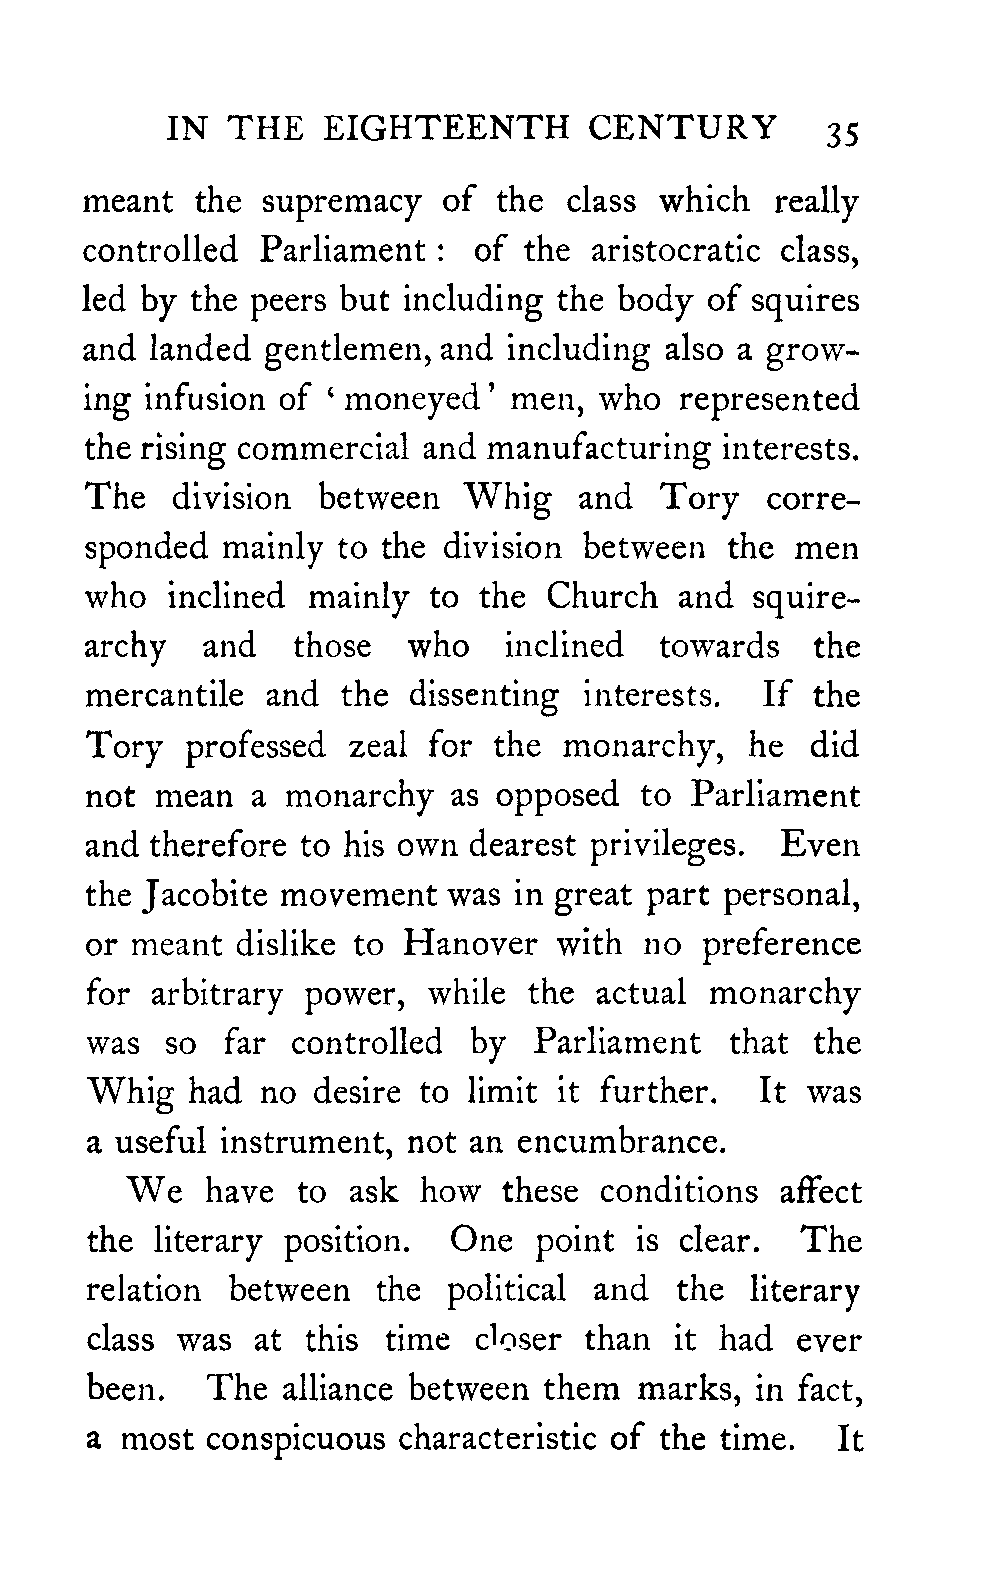 IN THE EIGHTEENTH CENTURY 35
meant the supremacy of the class which really
controlled Parliament : of the aristocratic class,
led by the peers but including the body of squires
and landed gentlemen, and including also a grow-
ing infusion of ‘ moneyed ’ men, who represented
the rising commercial and manufacturing interests.
The division between Whig and Tory corre-
sponded mainly to the division between the men
who inclined mainly to the Church and squire-
archy and those who inclined towards the
mercantile and the dissenting interests. If the
Tory professed zeal for the monarchy, he did
not mean a monarchy as opposed to Parliament
and therefore to his own dearest privileges. Even
the Jacobite movement was in great part personal,
or meant dislike to Hanover with no preference
for arbitrary power, while the actual monarchy
was so far controlled by Parliament that the
Whig had no desire to limit it further. It was
a useful instrument, not an encumbrance.
We have to ask how these conditions affect
the literary position. One point is clear. The
relation between the political and the literary
class was at this time closer than it had ever
been. The alliance between them marks, in fact,
a most conspicuous characteristic of the time. It